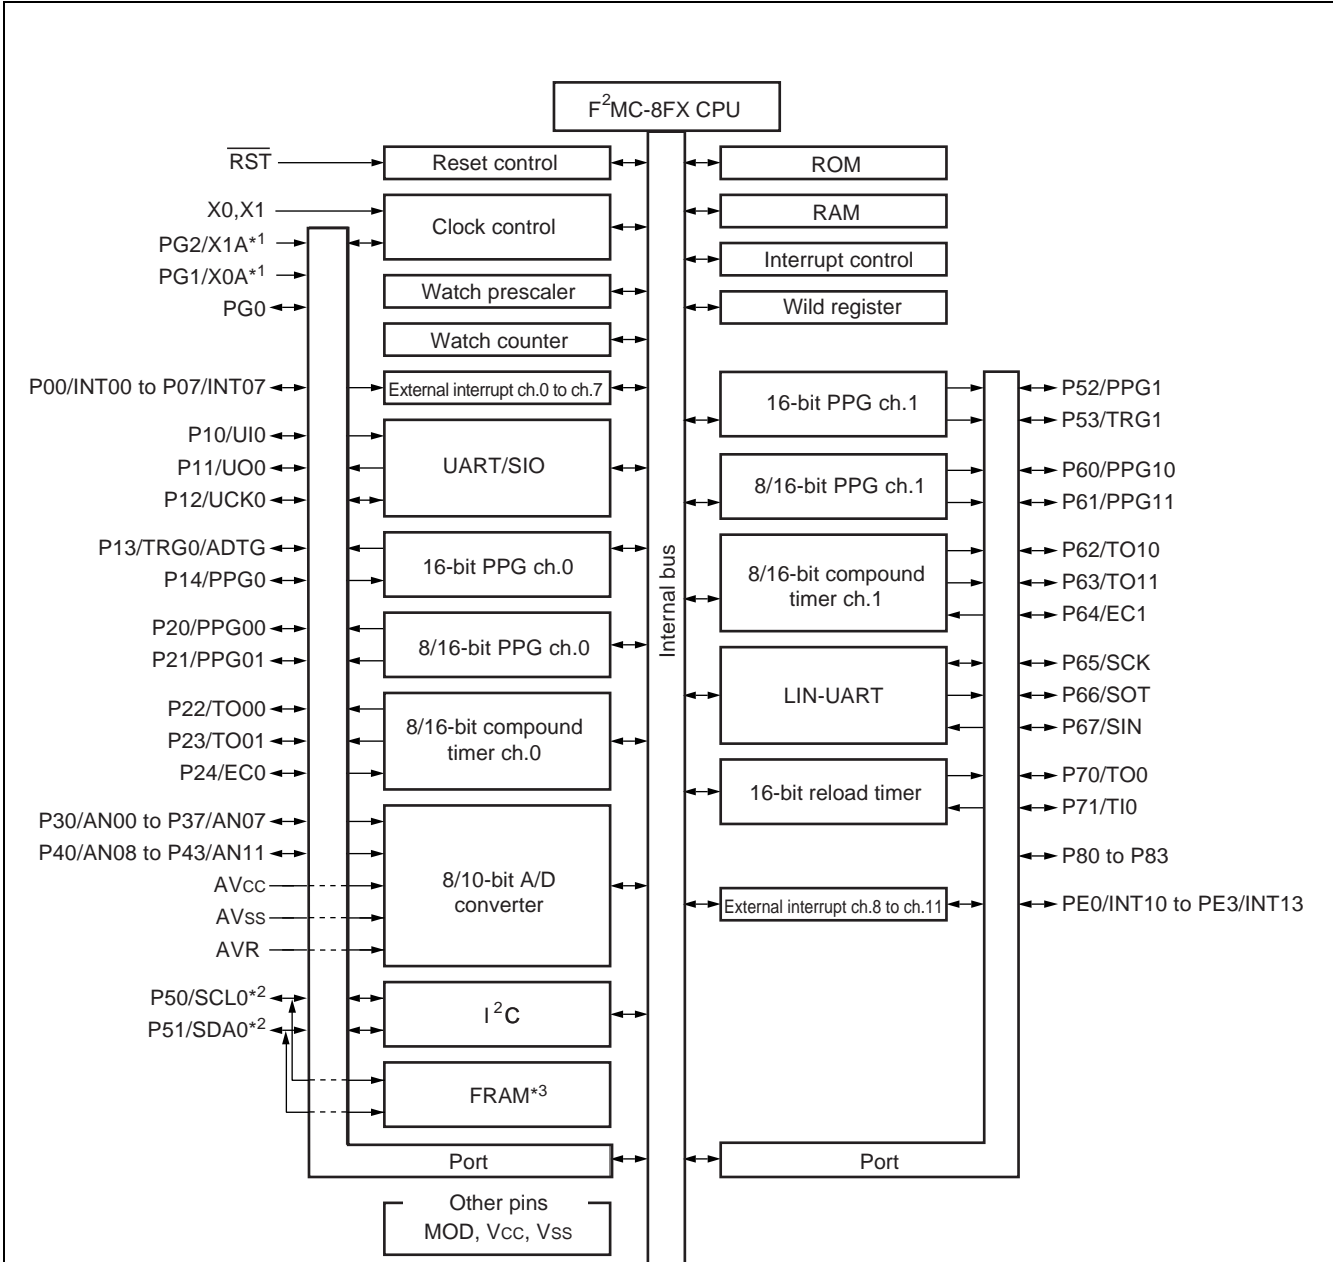 F²MC-8FX CPU
RST
Reset control
ROM
X0,X1
Clock control
RAM
PG2/X1A*1
PG1/X0A*1
PG0
Interrupt control
Watch prescaler
Wild register
Watch counter
P00/INT00 to P07/INT07
External interrupt ch.0 to ch.7
P10/UI0
P11/UO0
P12/UCK0
UART/SIO
P13/TRG0/ADTG
P14/PPG0
16-bit PPG ch.0
P20/PPG00
P21/PPG01
8/16-bit PPG ch.0
P22/TO00
P23/TO01
P24/EC0
8/16-bit compound
timer ch.0
P30/AN00 to P37/AN07
P40/AN08 to P43/AN11
AVCC
AVSS
AVR
8/10-bit A/D
converter
P50/SCL0*2
P51/SDA0*2
I²C
FRAM*3
Port
Other pins
MOD, VCC, VSS
Internal bus
16-bit PPG ch.1
P52/PPG1
P53/TRG1
8/16-bit PPG ch.1
P60/PPG10
P61/PPG11
8/16-bit compound
timer ch.1
P62/TO10
P63/TO11
P64/EC1
LIN-UART
P65/SCK
P66/SOT
P67/SIN
16-bit reload timer
P70/TO0
P71/TI0
P80 to P83
External interrupt ch.8 to ch.11
PE0/INT10 to PE3/INT13
Port